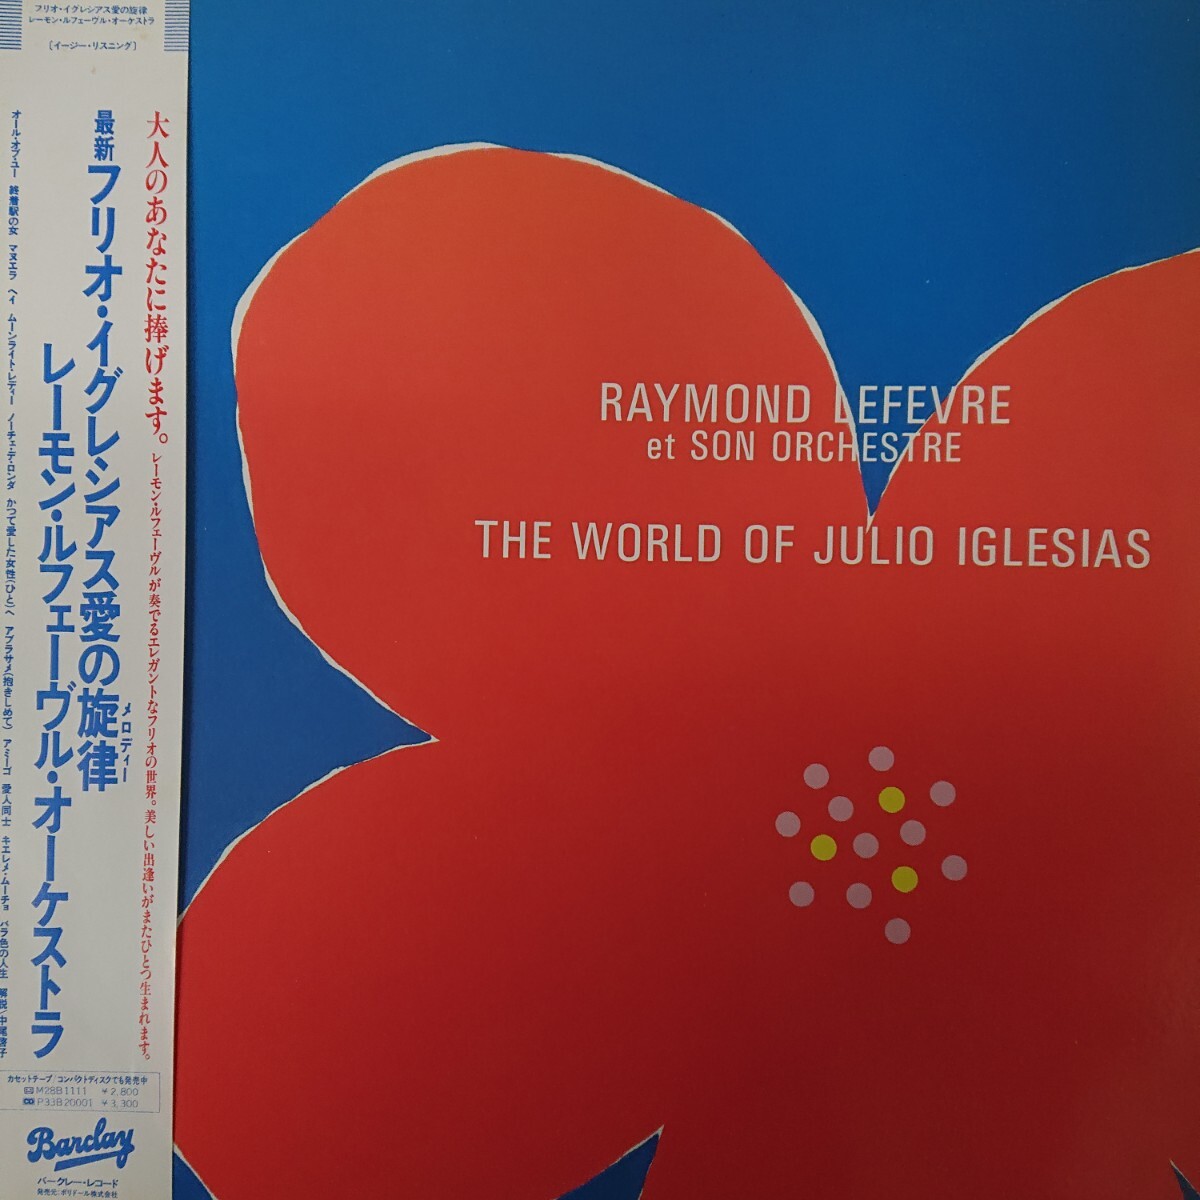 フリオ・イグレシアス愛の旋律
レーモン・ルフェーヴル・オーケストラ
[イージー・リスニング]
大人のあなたに捧げます。レーモン・ルフェーヴルが奏でるエレガントなフリオの世界。美しい出逢いがまたひとつ生まれます。
最新フリオ・イグレシアス愛の旋律
メロディー
レーモン・ルフェーヴル・オーケストラ
オール・オブ・ユー 終着駅の女 マヌエラ ヘイ ムーンライト・レディー ノーチェ・デ・ロンダ かつて愛した女性(ひと)へ アブラサメ(抱きしめて) アミーゴ 愛人同士 キエレメ・ムーチョ バラ色の人生 解説/中尾啓子
カセットテープ/コンパクトディスクでも発売中
M28B1111 ¥2,800
CD P33B20001 ¥3,300
Barclay
バークレー・レコード
発売元:ポリドール株式会社
RAYMOND LEFEVRE
et SON ORCHESTRE
THE WORLD OF JULIO IGLESIAS